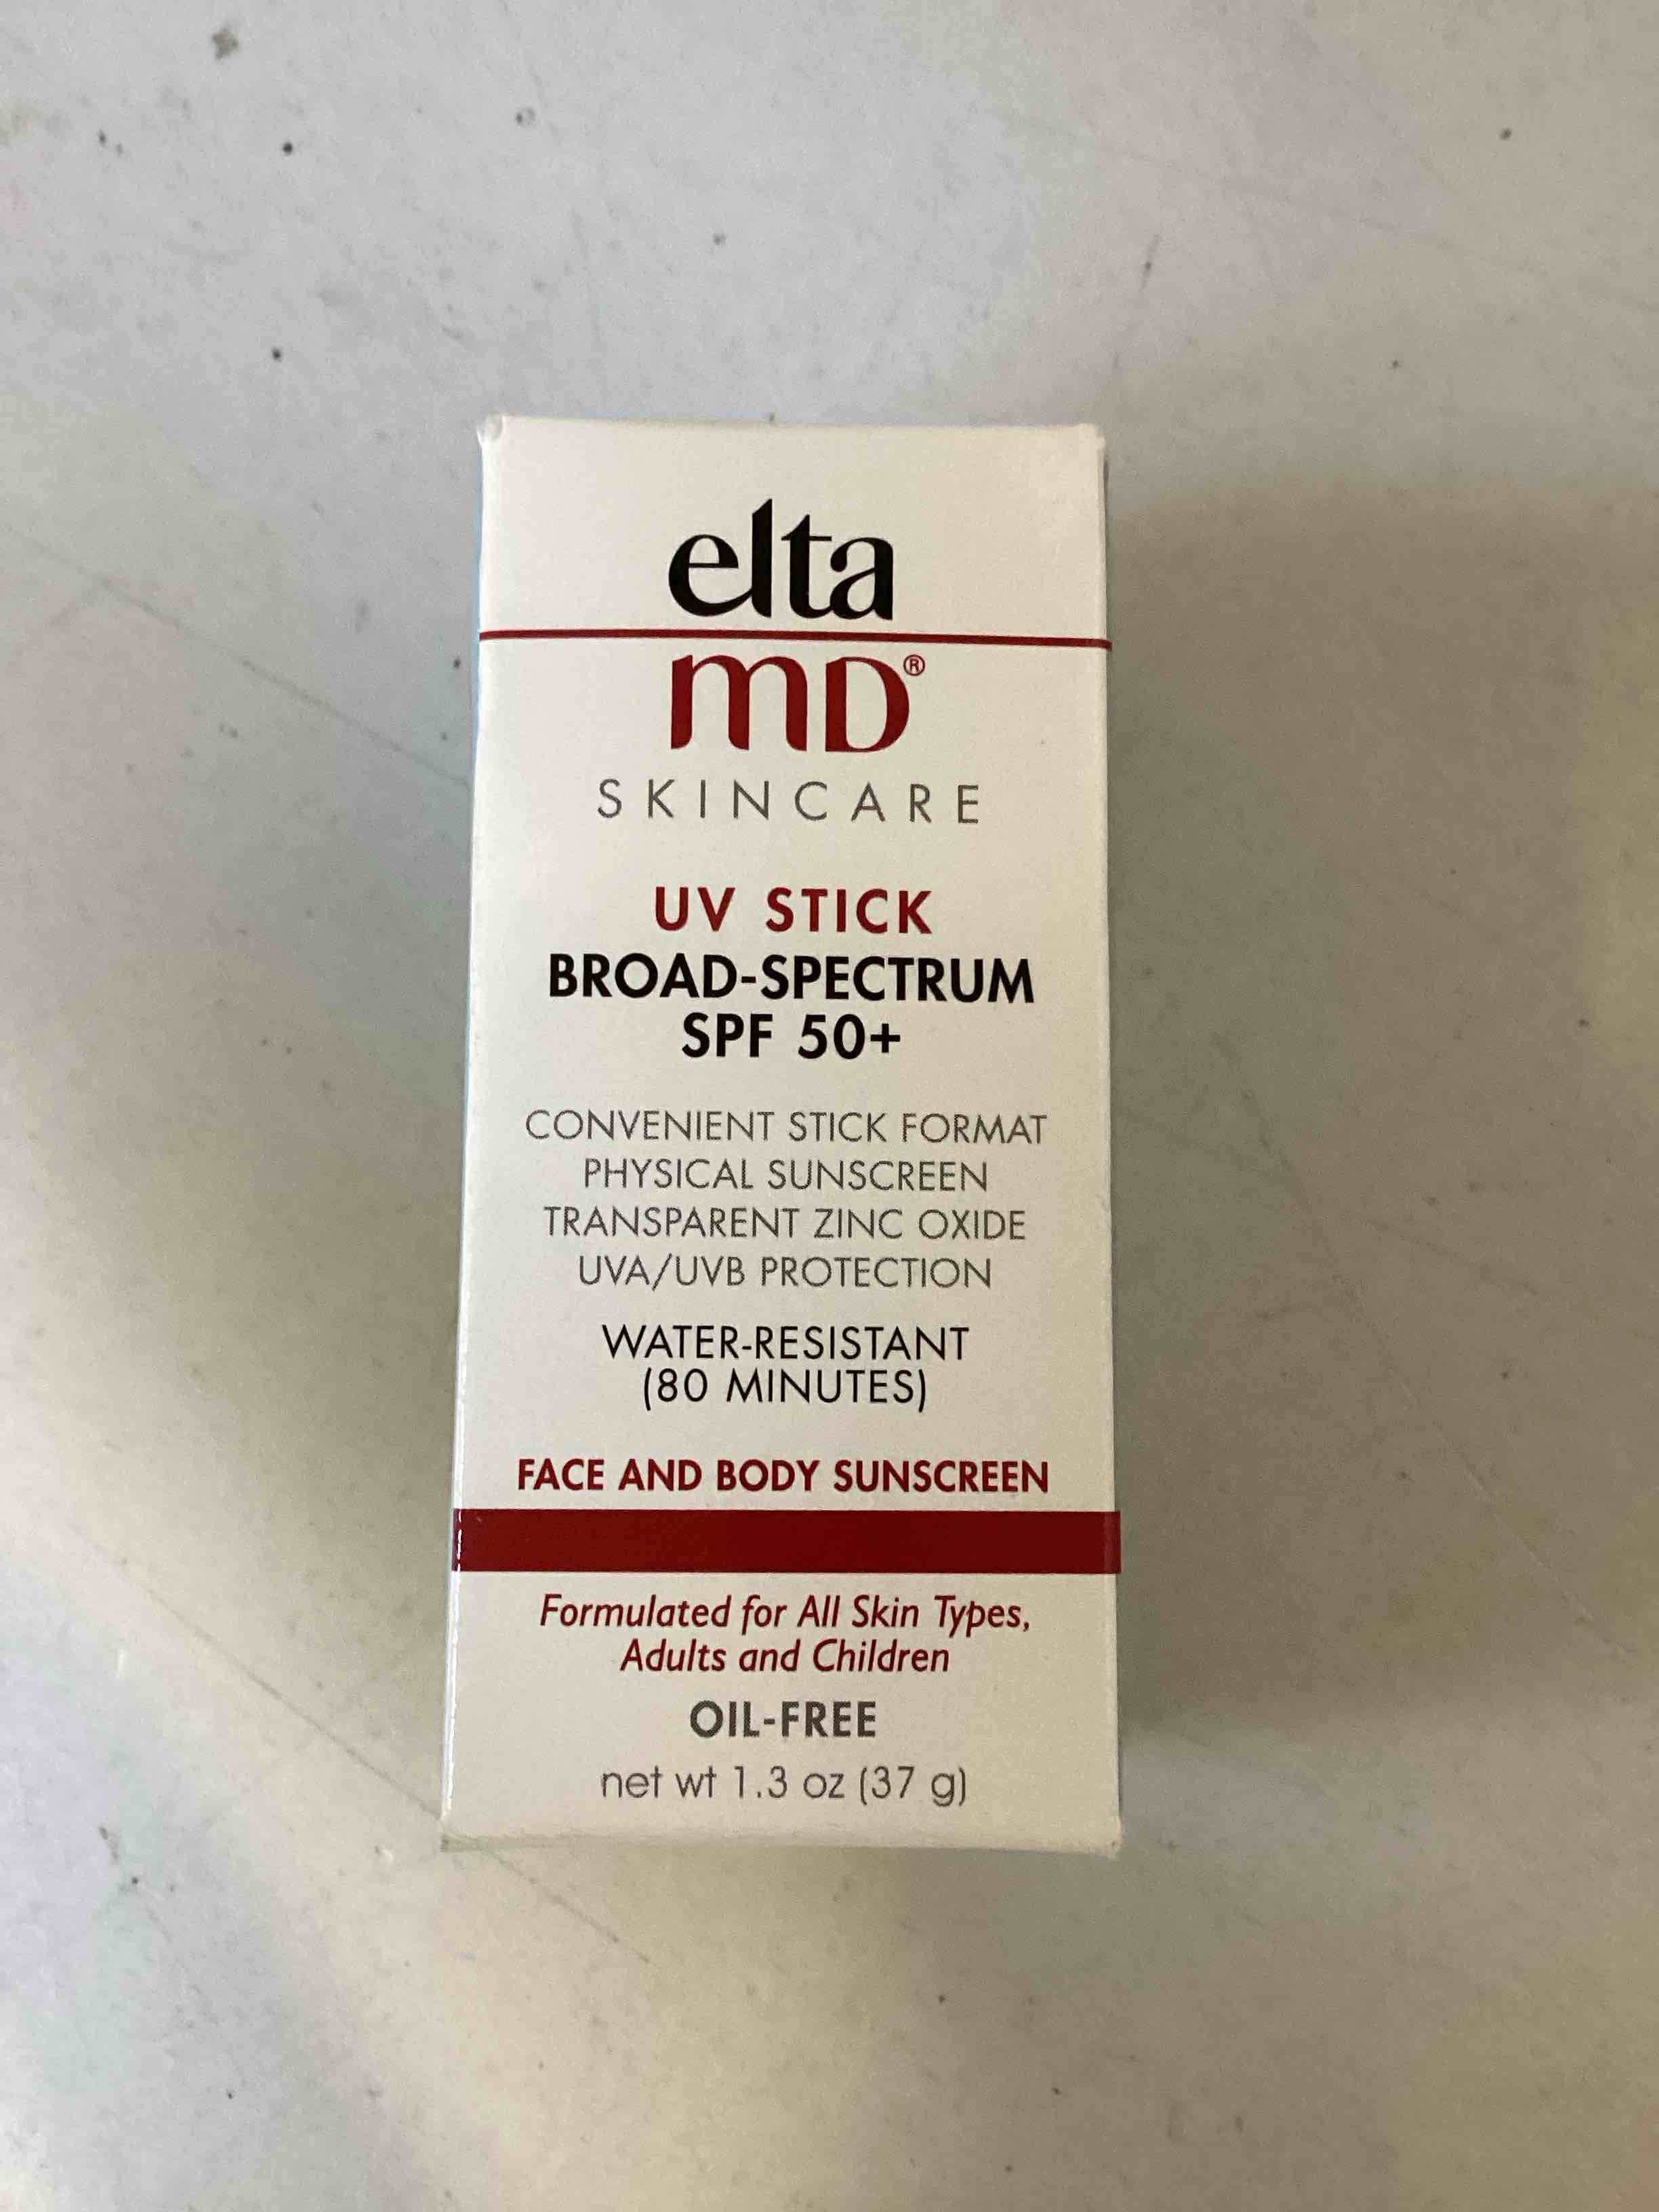 elta
MD®
SKINCARE
UV STICK
BROAD-SPECTRUM
SPF 50+
CONVENIENT STICK FORMAT
PHYSICAL SUNSCREEN
TRANSPARENT ZINC OXIDE
UVA/UVB PROTECTION
WATER-RESISTANT
(80 MINUTES)
FACE AND BODY SUNSCREEN
Formulated for All Skin Types,
Adults and Children
OIL-FREE
net wt 1.3 oz (37 g)